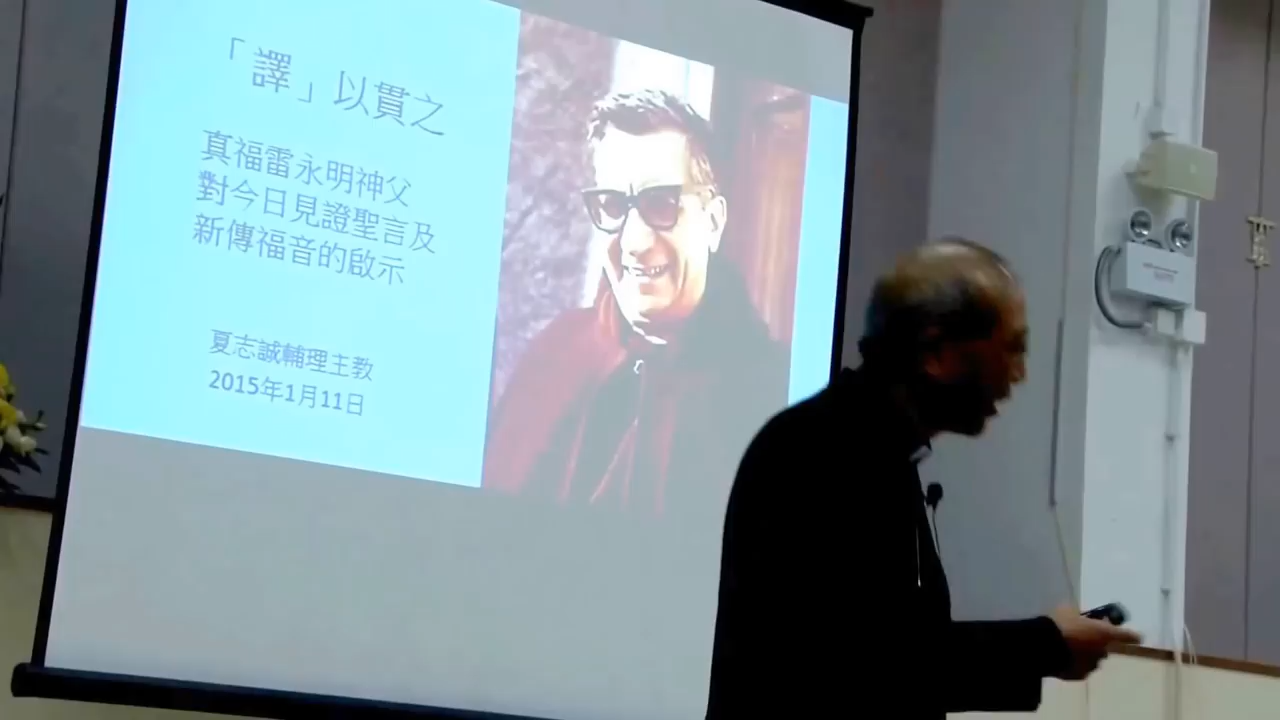 「譯」以貫之
真福雷永明神父
對今日見證聖言及
新傳福音的啟示
夏志誠輔理主教
2015年1月11日